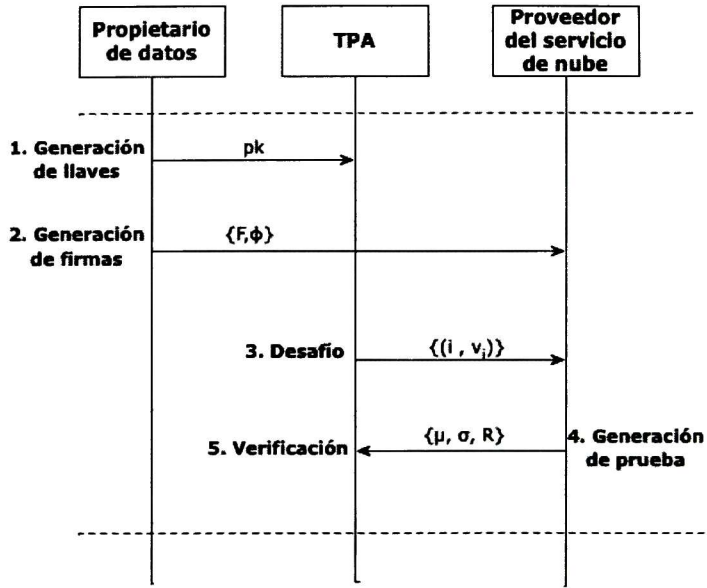 Propietario
de datos
TPA
Proveedor
del servicio
de nube
1. Generación
de llaves
pk
2. Generación
de firmas
{F,ϕ}
3. Desafío
{(i , vᵢ)}
5. Verificación
{μ, σ, R}
4. Generación
de prueba